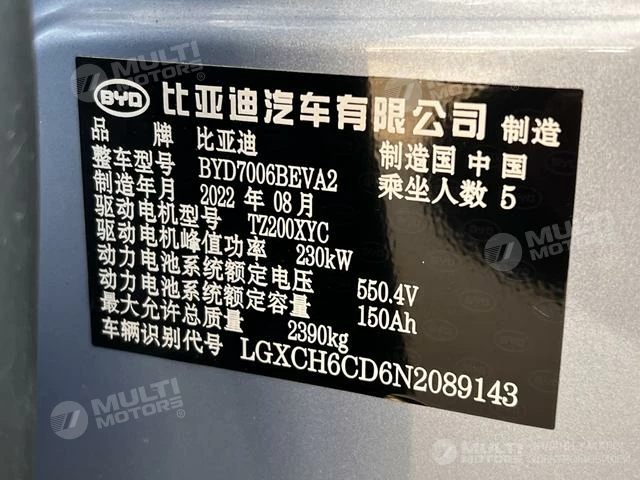 MULTI MOTORS
BYD 比亚迪汽车有限公司 制造
品 牌 比亚迪 制造国 中国
整车型号 BYD7006BEVA2 乘坐人数 5
制造年月 2022 年 08 月
驱动电机型号 TZ200XYC
驱动电机峰值功率 230kW
动力电池系统额定电压 550.4V
动力电池系统额定容量 150Ah
最大允许总质量 2390kg
车辆识别代号 LGXCH6CD6N2089143
MULTI MOTORS
MULTI MOTORS
MULTI MOTORS